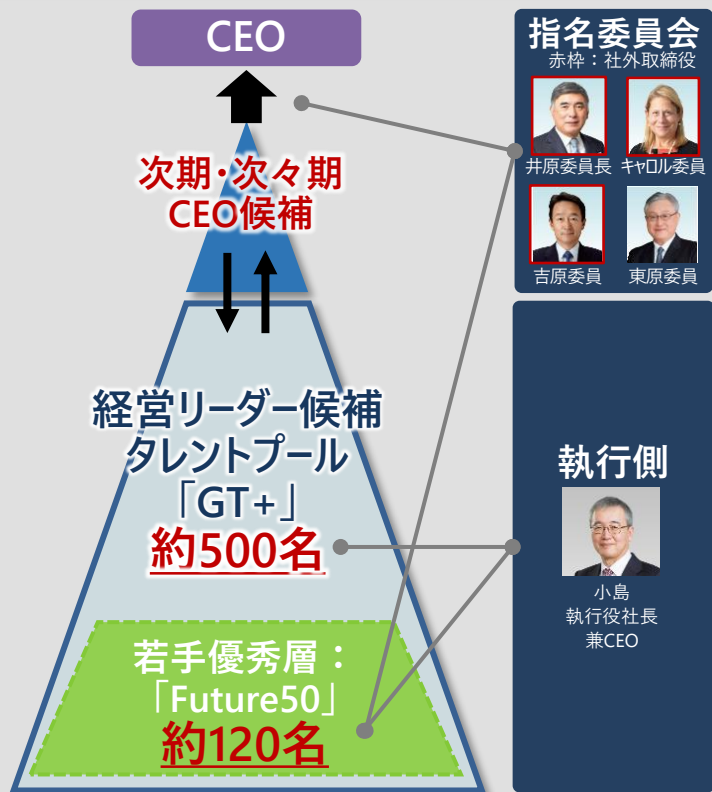 CEO
次期・次々期
CEO候補
経営リーダー候補
タレントプール
「GT+」
約500名
若手優秀層：
「Future50」
約120名
指名委員会
赤枠：社外取締役
井原委員長
ｷｬﾛﾙ委員
吉原委員
東原委員
執行側
小島
執行役社長
兼CEO